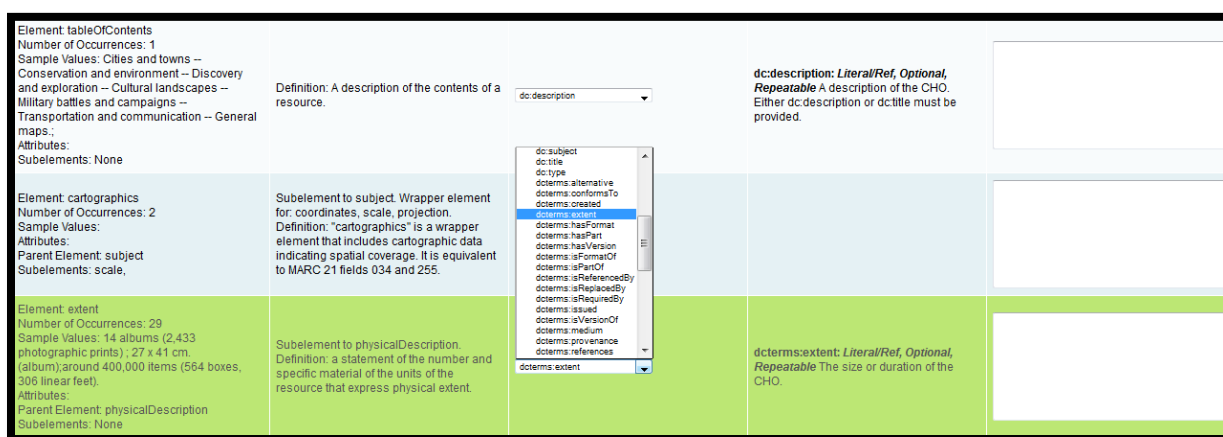 Element: tableOfContents
Number of Occurrences: 1
Sample Values: Cities and towns --
Conservation and environment -- Discovery
and exploration -- Cultural landscapes --
Military battles and campaigns --
Transportation and communication -- General
maps.;
Attributes:
Subelements: None
Definition: A description of the contents of a
resource.
dc:description
dc:description: Literal/Ref, Optional,
Repeatable A description of the CHO.
Either dc:description or dc:title must be
provided.
Element: cartographics
Number of Occurrences: 2
Sample Values:
Attributes:
Parent Element: subject
Subelements: scale,
Subelement to subject. Wrapper element
for: coordinates, scale, projection.
Definition: "cartographics" is a wrapper
element that includes cartographic data
indicating spatial coverage. It is equivalent
to MARC 21 fields 034 and 255.
dc:subject
dc:title
dc:type
dcterms:alternative
dcterms:conformsTo
dcterms:created
dcterms:extent
dcterms:hasFormat
dcterms:hasPart
dcterms:hasVersion
dcterms:isFormatOf
dcterms:isPartOf
dcterms:isReferencedBy
dcterms:isReplacedBy
dcterms:isRequiredBy
dcterms:issued
dcterms:isVersionOf
dcterms:medium
dcterms:provenance
dcterms:references
Element: extent
Number of Occurrences: 29
Sample Values: 14 albums (2,433
photographic prints) ; 27 x 41 cm.
(album);around 400,000 items (564 boxes,
306 linear feet).
Attributes:
Parent Element: physicalDescription
Subelements: None
Subelement to physicalDescription.
Definition: a statement of the number and
specific material of the units of the
resource that express physical extent.
dcterms:extent
dcterms:extent: Literal/Ref, Optional,
Repeatable The size or duration of the
CHO.